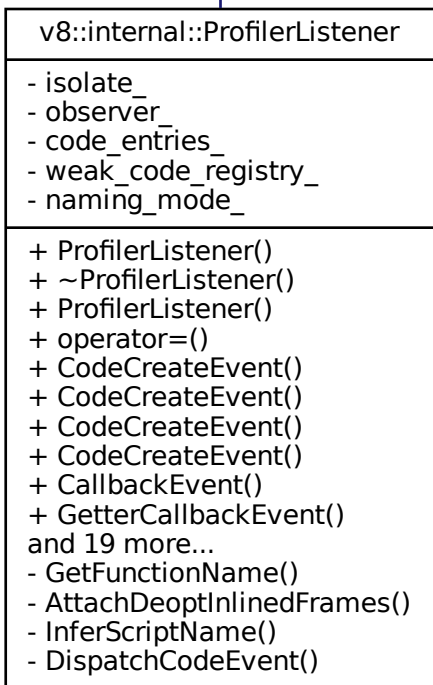 v8::internal::ProfilerListener
- isolate_
- observer_
- code_entries_
- weak_code_registry_
- naming_mode_
+ ProfilerListener()
+ ~ProfilerListener()
+ ProfilerListener()
+ operator=()
+ CodeCreateEvent()
+ CodeCreateEvent()
+ CodeCreateEvent()
+ CodeCreateEvent()
+ CallbackEvent()
+ GetterCallbackEvent()
and 19 more...
- GetFunctionName()
- AttachDeoptInlinedFrames()
- InferScriptName()
- DispatchCodeEvent()